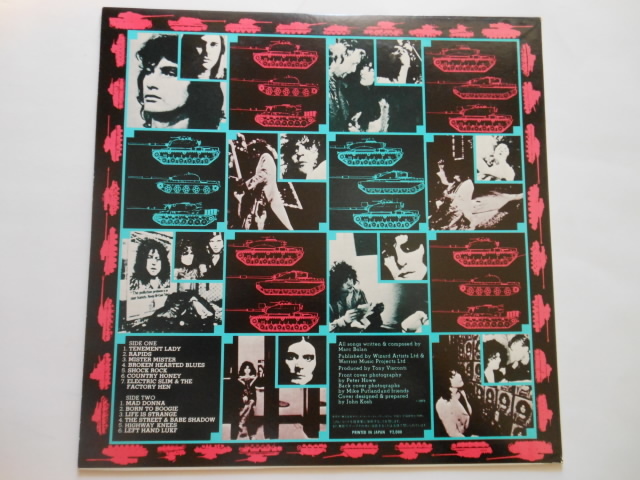 SIDE ONE
1. TENEMENT LADY
2. RAPIDS
3. MISTER MISTER
4. BROKEN HEARTED BLUES
5. SHOCK ROCK
6. COUNTRY HONEY
7. ELECTRIC SLIM & THE
FACTORY HEN
SIDE TWO
1. MAD DONNA
2. BORN TO BOOGIE
3. LIFE IS STRANGE
4. THE STREET & BABE SHADOW
5. HIGHWAY KNEES
6. LEFT HAND LUKE
All songs written & composed by
Marc Bolan
Published by Wizard Artists Ltd &
Warrior Music Projects Ltd
Produced by Tony Visconti
Front cover photography
by Peter Howe
Back cover photographs
by Mike Putland and friends
Cover designed & prepared
by John Kosh
PRINTED IN JAPAN